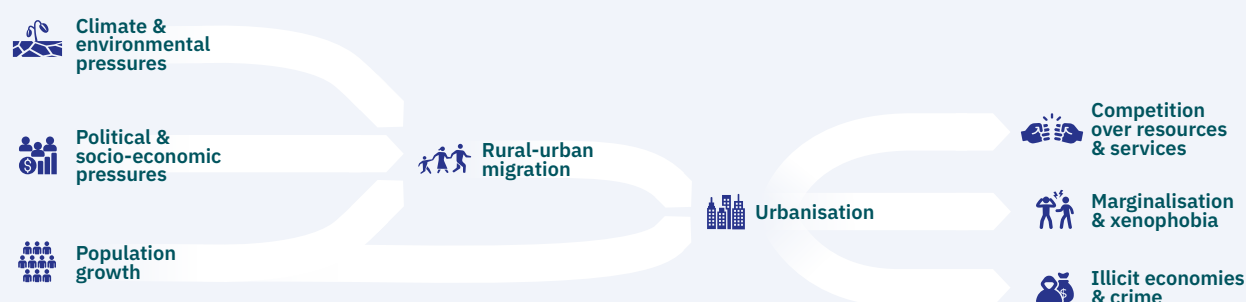 Climate &
environmental
pressures
Political &
socio-economic
pressures
Population
growth
Rural-urban
migration
Urbanisation
Competition
over resources
& services
Marginalisation
& xenophobia
Illicit economies
& crime